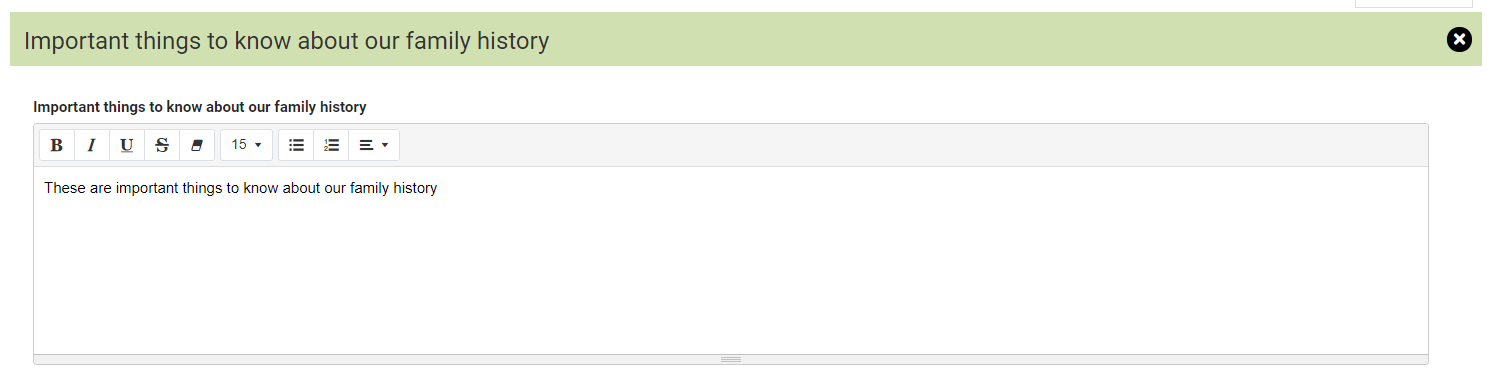 Important things to know about our family history
Important things to know about our family history
B I U S 15
These are important things to know about our family history